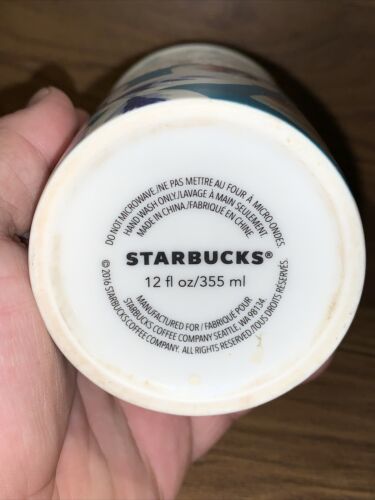 DO NOT MICROWAVE./NE PAS METTRE AU FOUR À MICRO-ONDES.
HAND WASH ONLY./LAVAGE À MAIN SEULEMENT.
MADE IN CHINA./FABRIQUÉ EN CHINE.
STARBUCKS®
12 fl oz/355 ml
MANUFACTURED FOR / FABRIQUÉ POUR
STARBUCKS COFFEE COMPANY SEATTLE, WA 98134.
© 2016 STARBUCKS COFFEE COMPANY. ALL RIGHTS RESERVED./TOUS DROITS RÉSERVÉS.